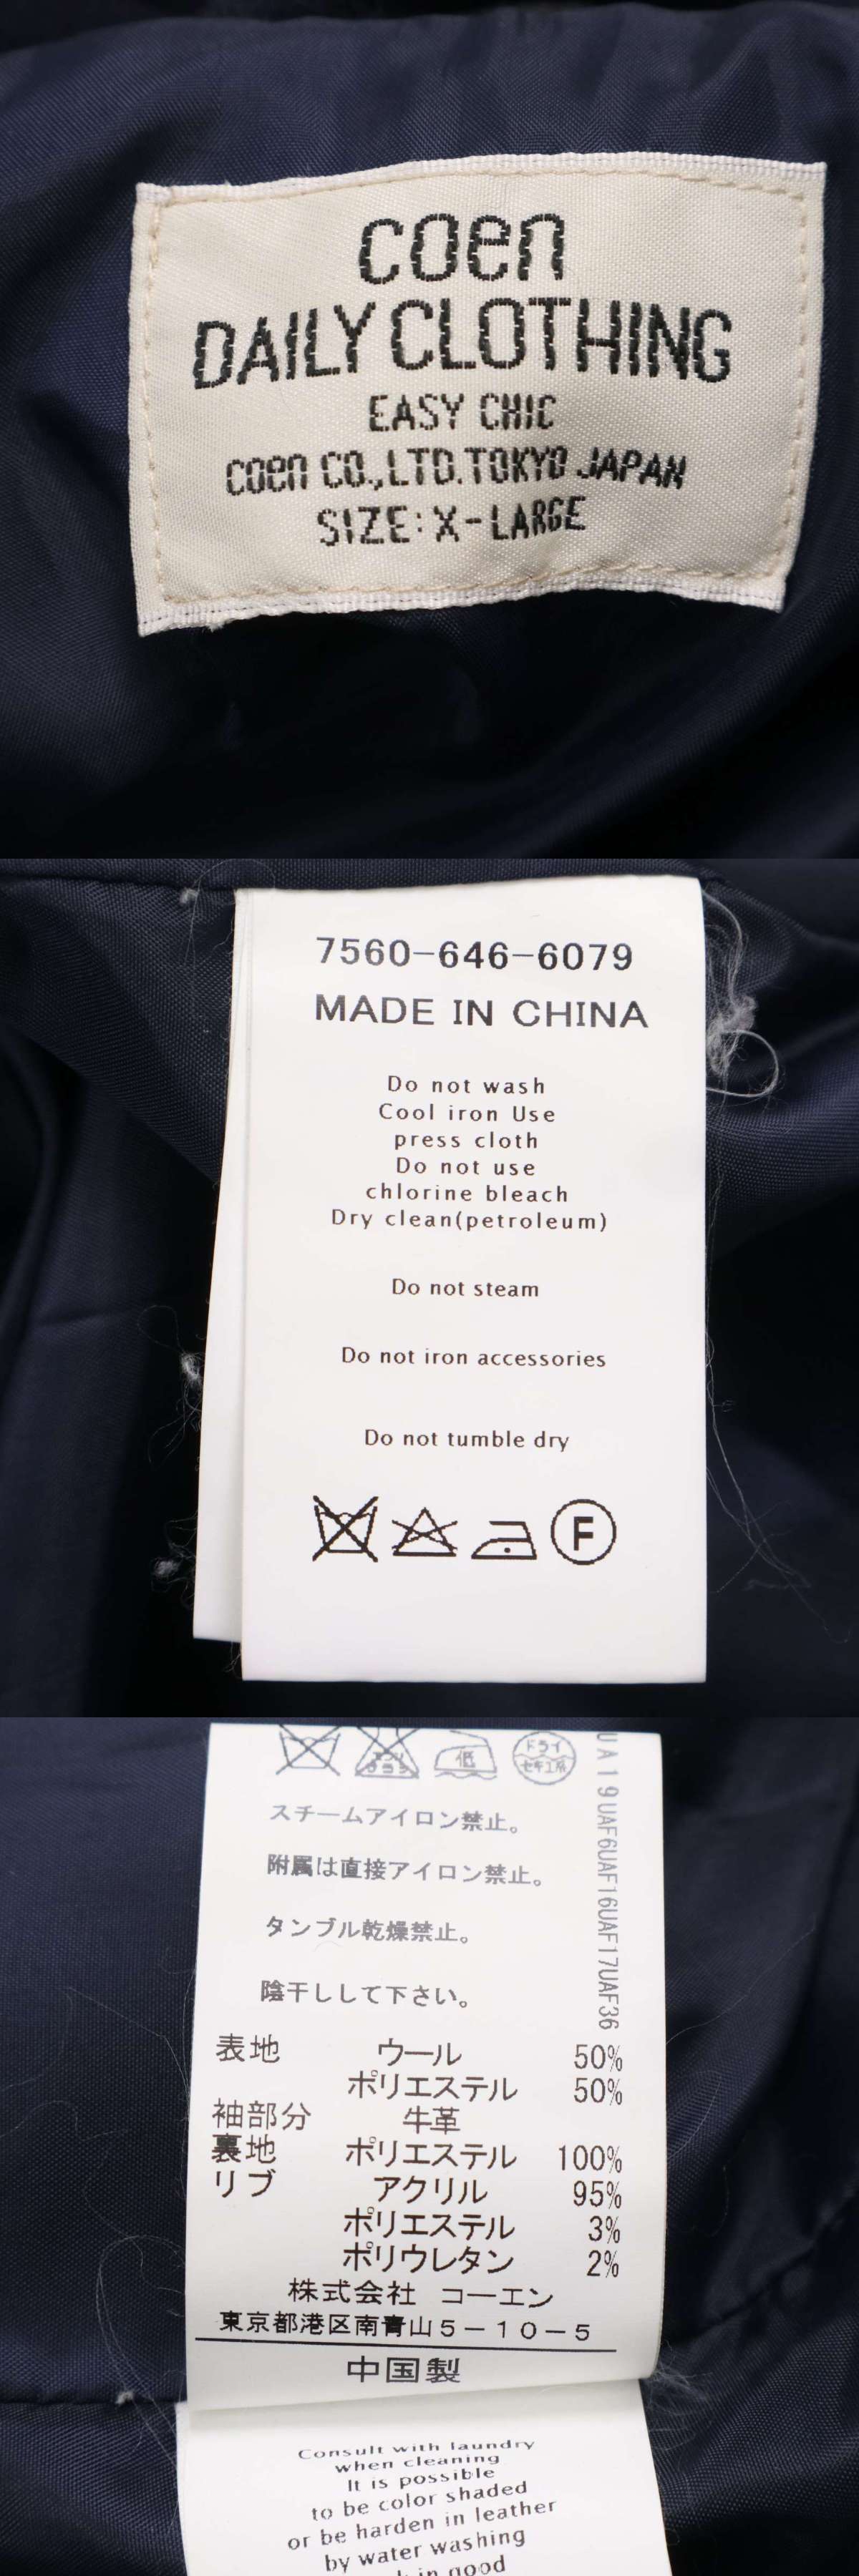 coen
DAILY CLOTHING
EASY CHIC
coen CO.,LTD.TOKYO JAPAN
SIZE:X-LARGE
7560-646-6079
MADE IN CHINA
Do not wash
Cool iron Use
press cloth
Do not use
chlorine bleach
Dry clean(petroleum)
Do not steam
Do not iron accessories
Do not tumble dry
F
低
ドライ
セキユ系
UA19UAF6UAF16UAF17UAF36
スチームアイロン禁止。
附属は直接アイロン禁止。
タンブル乾燥禁止。
陰干しして下さい。
表地 ウール 50%
ポリエステル 50%
袖部分 牛革
裏地 ポリエステル 100%
リブ アクリル 95%
ポリエステル 3%
ポリウレタン 2%
株式会社 コーエン
東京都港区南青山5-10-5
中国製
Consult with laundry
when cleaning
It is possible
to be color shaded
or be harden in leather
by water washing
in good